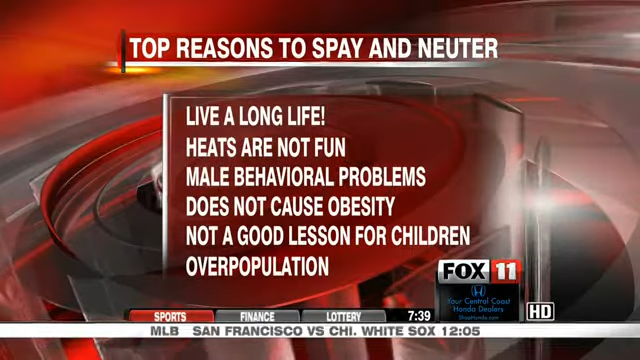 TOP REASONS TO SPAY AND NEUTER
LIVE A LONG LIFE!
HEATS ARE NOT FUN
MALE BEHAVIORAL PROBLEMS
DOES NOT CAUSE OBESITY
NOT A GOOD LESSON FOR CHILDREN
OVERPOPULATION
FOX 11
Your Central Coast
Honda Dealers
ShopHonda.com
HD
SPORTS FINANCE LOTTERY 7:39
MLB SAN FRANCISCO VS CHI. WHITE SOX 12:05